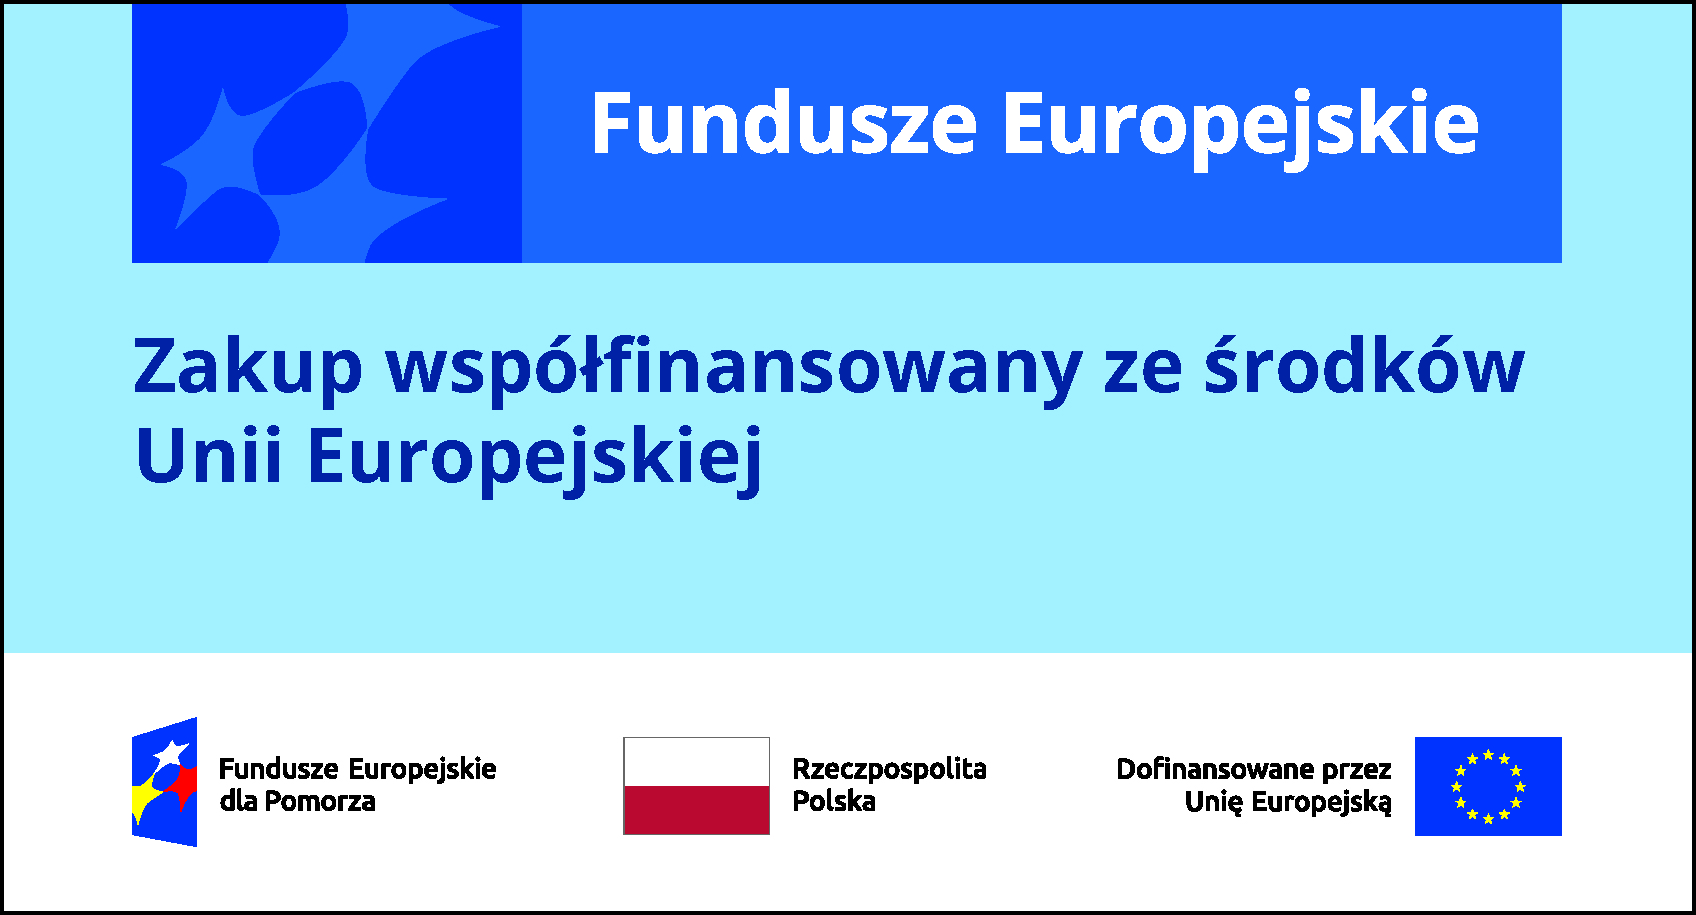 Fundusze Europejskie
Zakup współfinansowany ze środków
Unii Europejskiej
Fundusze Europejskie
dla Pomorza
Rzeczpospolita
Polska
Dofinansowane przez
Unię Europejską